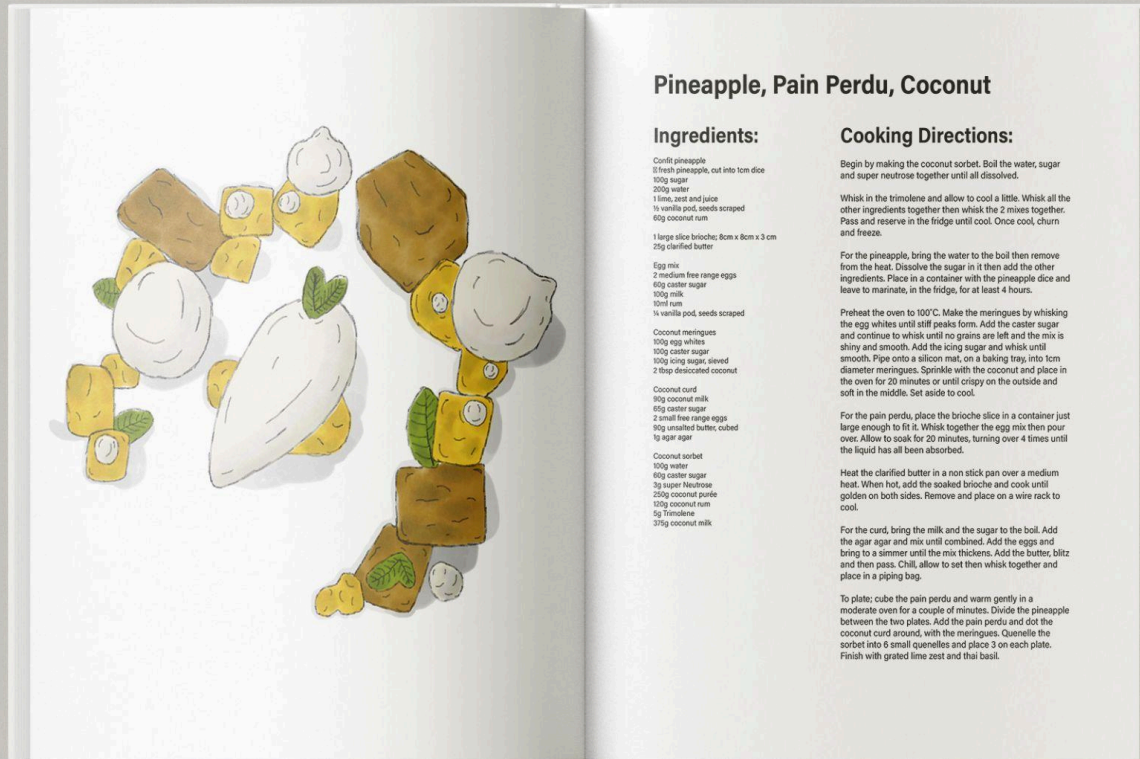 Pineapple, Pain Perdu, Coconut
Ingredients:
Confit pineapple
fresh pineapple, cut into 1cm dice
100g sugar
200g water
1 lime, zest and juice
½ vanilla pod, seeds scraped
60g coconut rum
1 large slice brioche; 8cm x 8cm x 3 cm
25g clarified butter
Egg mix
2 medium free range eggs
60g caster sugar
100g milk
10ml rum
¼ vanilla pod, seeds scraped
Coconut meringues
100g egg whites
100g caster sugar
100g icing sugar, sieved
2 tbsp desiccated coconut
Coconut curd
90g coconut milk
65g caster sugar
2 small free range eggs
90g unsalted butter, cubed
1g agar agar
Coconut sorbet
100g water
60g caster sugar
3g super Neutrose
250g coconut purée
120g coconut rum
5g Trimolene
375g coconut milk
Cooking Directions:
Begin by making the coconut sorbet. Boil the water, sugar
and super neutrose together until all dissolved.
Whisk in the trimolene and allow to cool a little. Whisk all the
other ingredients together then whisk the 2 mixes together.
Pass and reserve in the fridge until cool. Once cool, churn
and freeze.
For the pineapple, bring the water to the boil then remove
from the heat. Dissolve the sugar in it then add the other
ingredients. Place in a container with the pineapple dice and
leave to marinate, in the fridge, for at least 4 hours.
Preheat the oven to 100˚C. Make the meringues by whisking
the egg whites until stiff peaks form. Add the caster sugar
and continue to whisk until no grains are left and the mix is
shiny and smooth. Add the icing sugar and whisk until
smooth. Pipe onto a silicon mat, on a baking tray, into 1cm
diameter meringues. Sprinkle with the coconut and place in
the oven for 20 minutes or until crispy on the outside and
soft in the middle. Set aside to cool.
For the pain perdu, place the brioche slice in a container just
large enough to fit it. Whisk together the egg mix then pour
over. Allow to soak for 20 minutes, turning over 4 times until
the liquid has all been absorbed.
Heat the clarified butter in a non stick pan over a medium
heat. When hot, add the soaked brioche and cook until
golden on both sides. Remove and place on a wire rack to
cool.
For the curd, bring the milk and the sugar to the boil. Add
the agar agar and mix until combined. Add the eggs and
bring to a simmer until the mix thickens. Add the butter, blitz
and then pass. Chill, allow to set then whisk together and
place in a piping bag.
To plate; cube the pain perdu and warm gently in a
moderate oven for a couple of minutes. Divide the pineapple
between the two plates. Add the pain perdu and dot the
coconut curd around, with the meringues. Quenelle the
sorbet into 6 small quenelles and place 3 on each plate.
Finish with grated lime zest and thai basil.